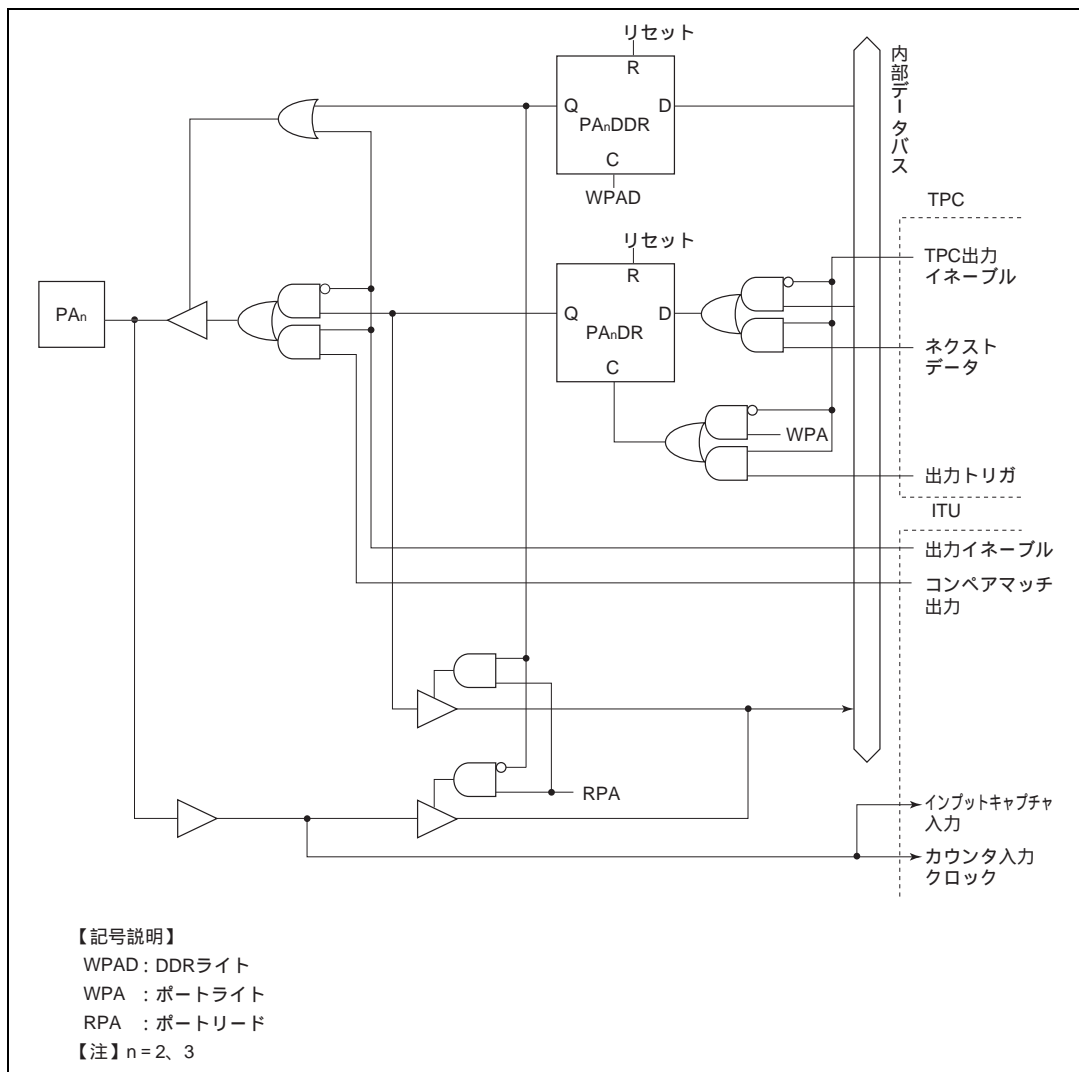 リセット
R
Q
D
PAnDDR
C
WPAD
内部データバス
TPC
リセット
R
Q
D
PAnDR
C
TPC出力
イネーブル
ネクスト
データ
WPA
出力トリガ
PAn
ITU
出力イネーブル
コンペアマッチ
出力
RPA
インプットキャプチャ
入力
カウンタ入力
クロック
【記号説明】
WPAD：DDRライト
WPA ：ポートライト
RPA ：ポートリード
【注】n = 2、3